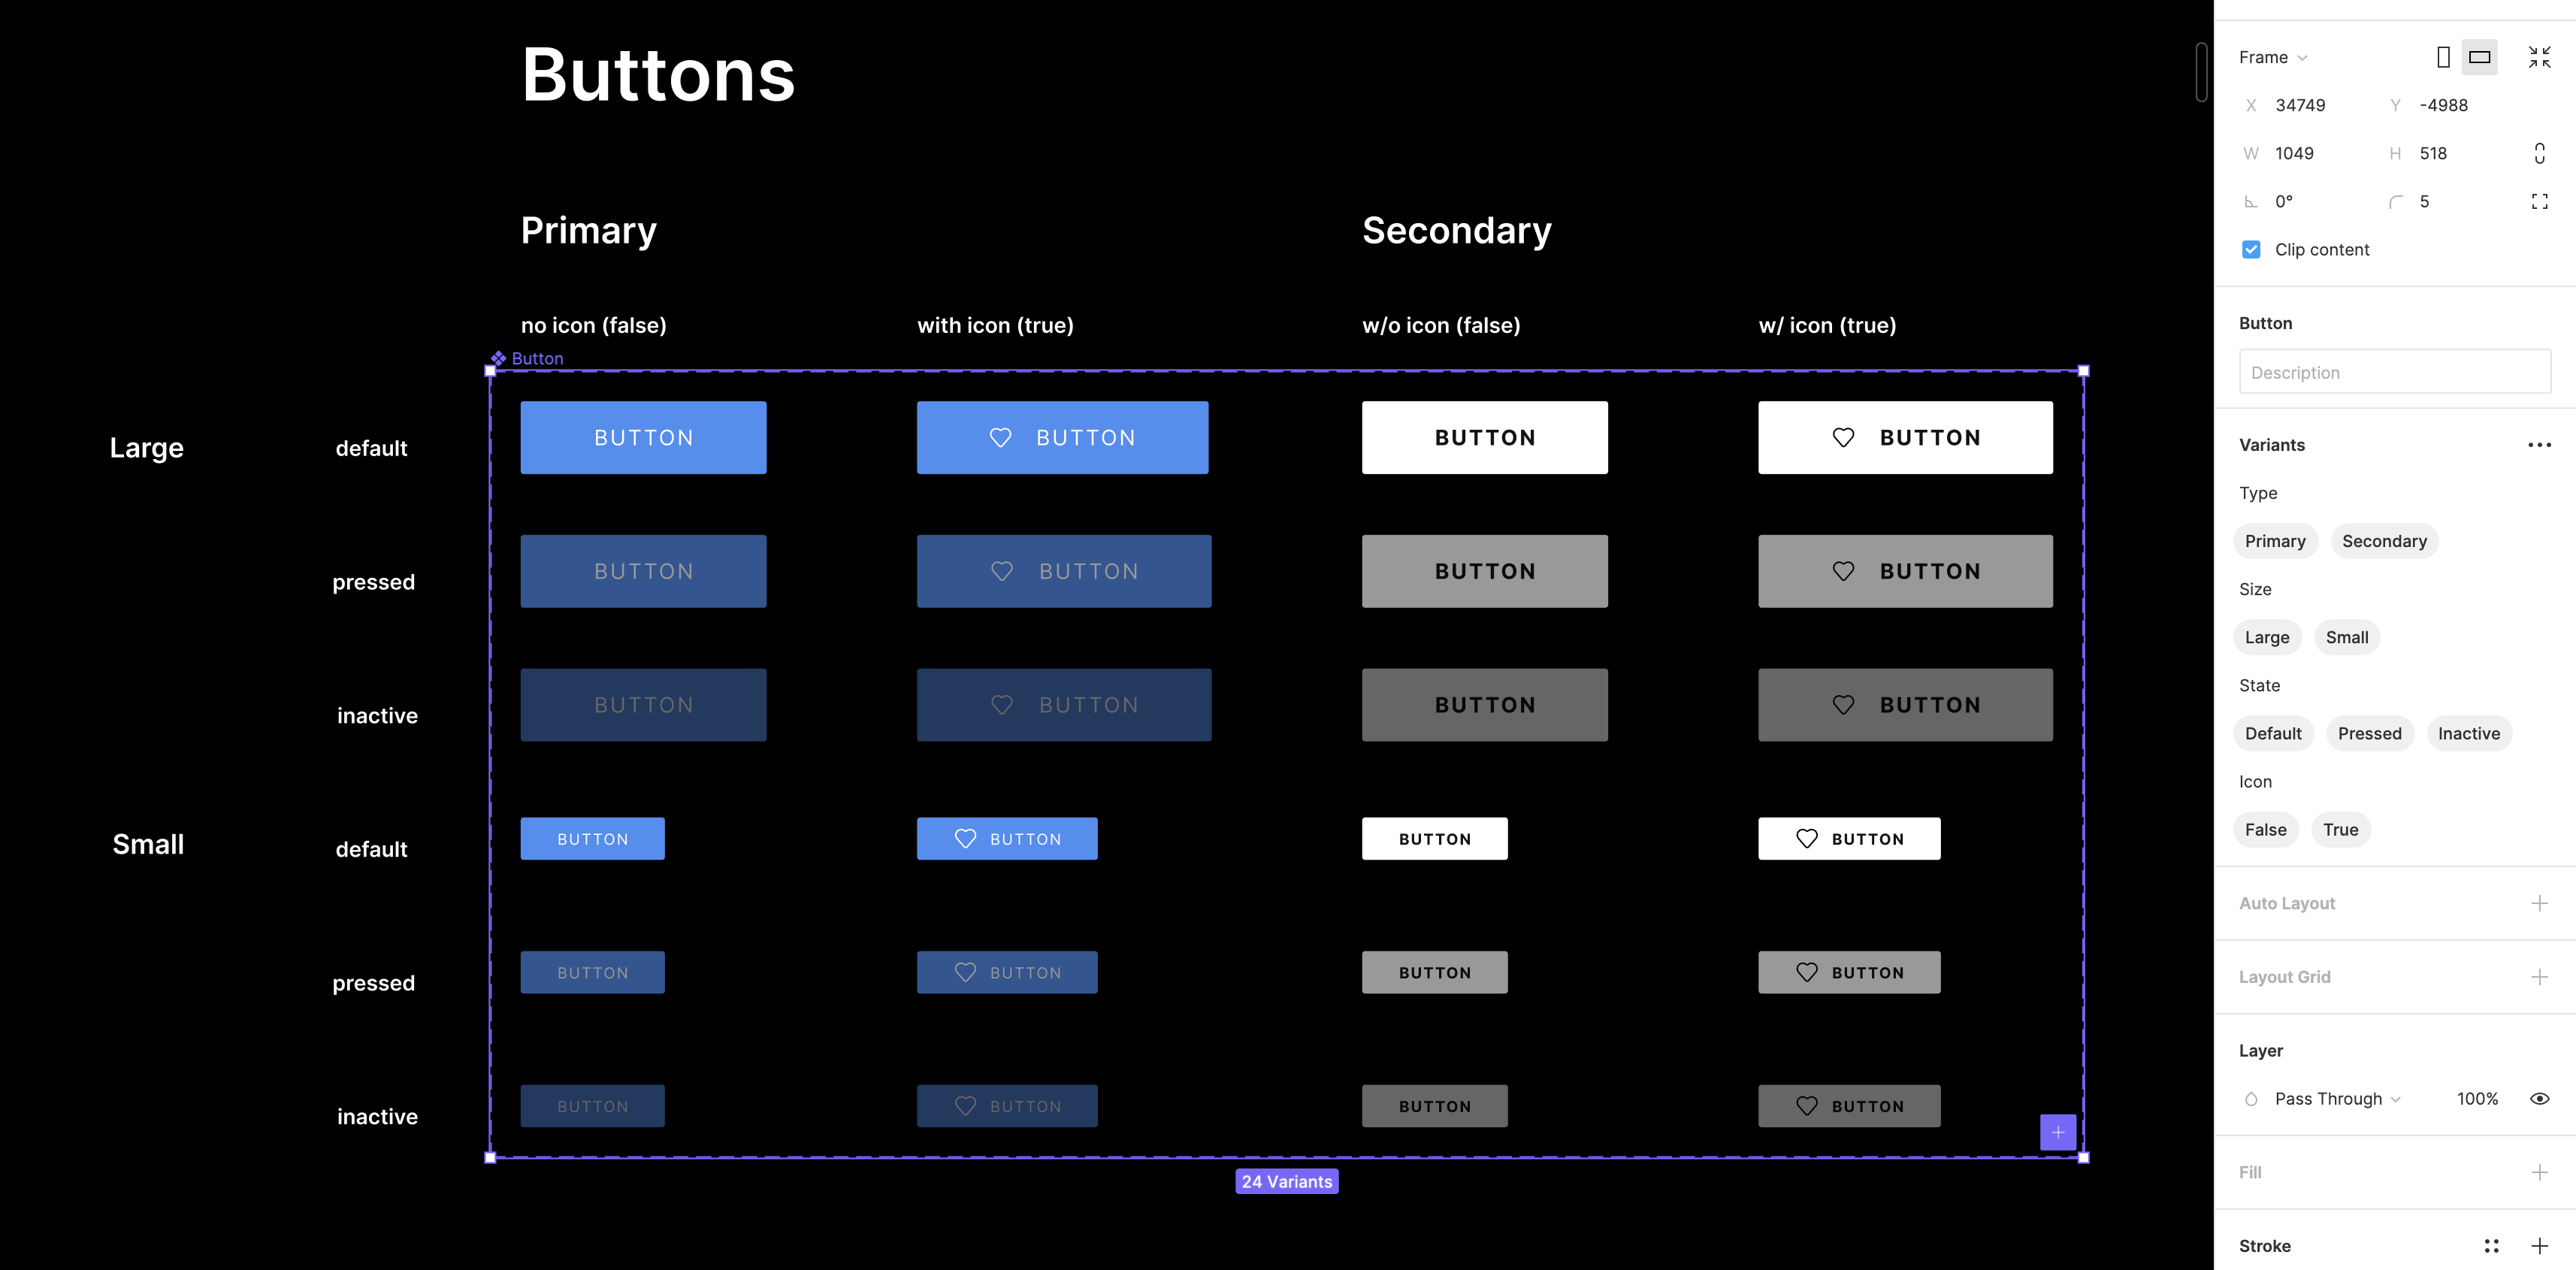 Buttons
Primary
Secondary
no icon (false)
with icon (true)
w/o icon (false)
w/ icon (true)
Button
Large
default
BUTTON
BUTTON
BUTTON
BUTTON
pressed
BUTTON
BUTTON
BUTTON
BUTTON
inactive
BUTTON
BUTTON
BUTTON
BUTTON
Small
default
BUTTON
BUTTON
BUTTON
BUTTON
pressed
BUTTON
BUTTON
BUTTON
BUTTON
inactive
BUTTON
BUTTON
BUTTON
BUTTON
24 Variants
Frame
X 34749 Y -4988
W 1049 H 518
0° 5
Clip content
Button
Description
Variants
Type
Primary Secondary
Size
Large Small
State
Default Pressed Inactive
Icon
False True
Auto Layout
Layout Grid
Layer
Pass Through 100%
Fill
Stroke